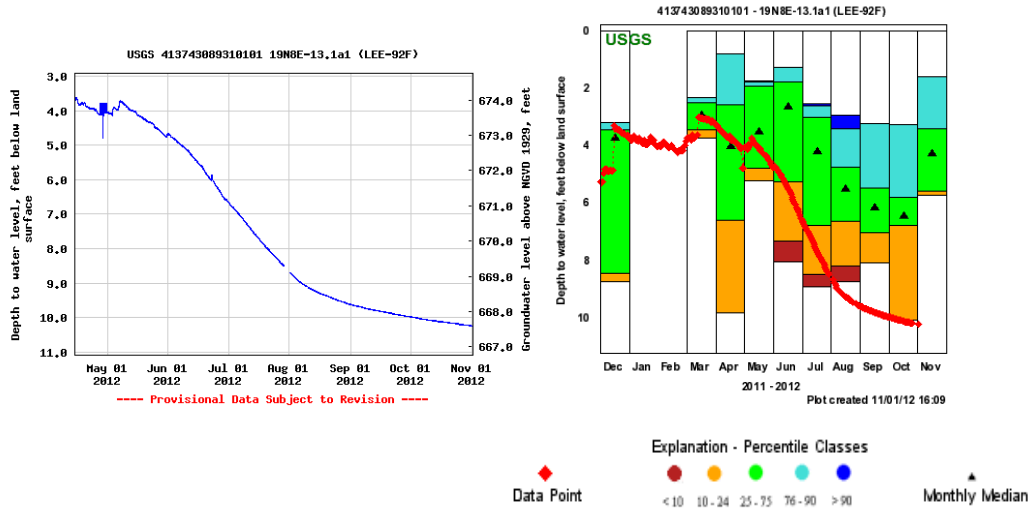 USGS 413743089310101 19N8E-13.1a1 (LEE-92F)
Depth to water level, feet below land
surface
3.0
4.0
5.0
6.0
7.0
8.0
9.0
10.0
11.0
674.0
673.0
672.0
671.0
670.0
669.0
668.0
667.0
Groundwater level above NGVD 1929, feet
May 01 Jun 01 Jul 01 Aug 01 Sep 01 Oct 01 Nov 01
2012 2012 2012 2012 2012 2012 2012
---- Provisional Data Subject to Revision ----
413743089310101 - 19N8E-13.1a1 (LEE-92F)
USGS
Depth to water level, feet below land surface
0
2
4
6
8
10
Dec Jan Feb Mar Apr May Jun Jul Aug Sep Oct Nov
2011 - 2012
Plot created 11/01/12 16:09
Explanation - Percentile Classes
Data Point
<10 10-24 25-75 76-90 >90
Monthly Median